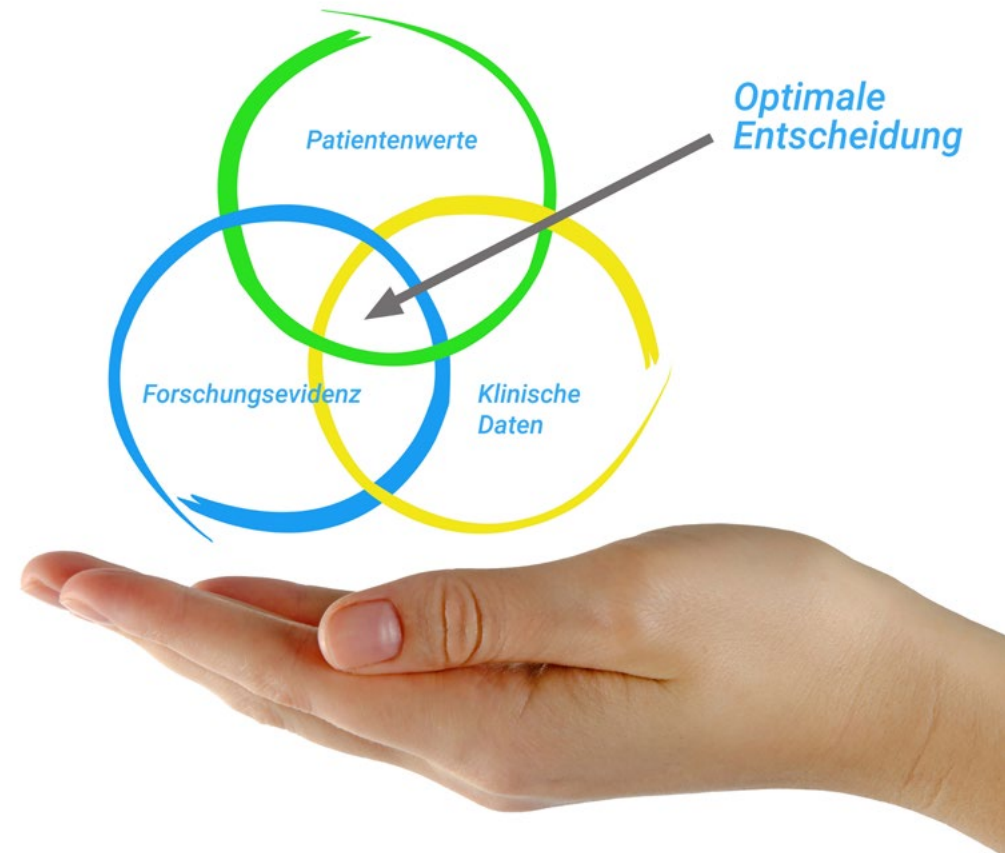 Patientenwerte
Optimale
Entscheidung
Forschungsevidenz
Klinische
Daten